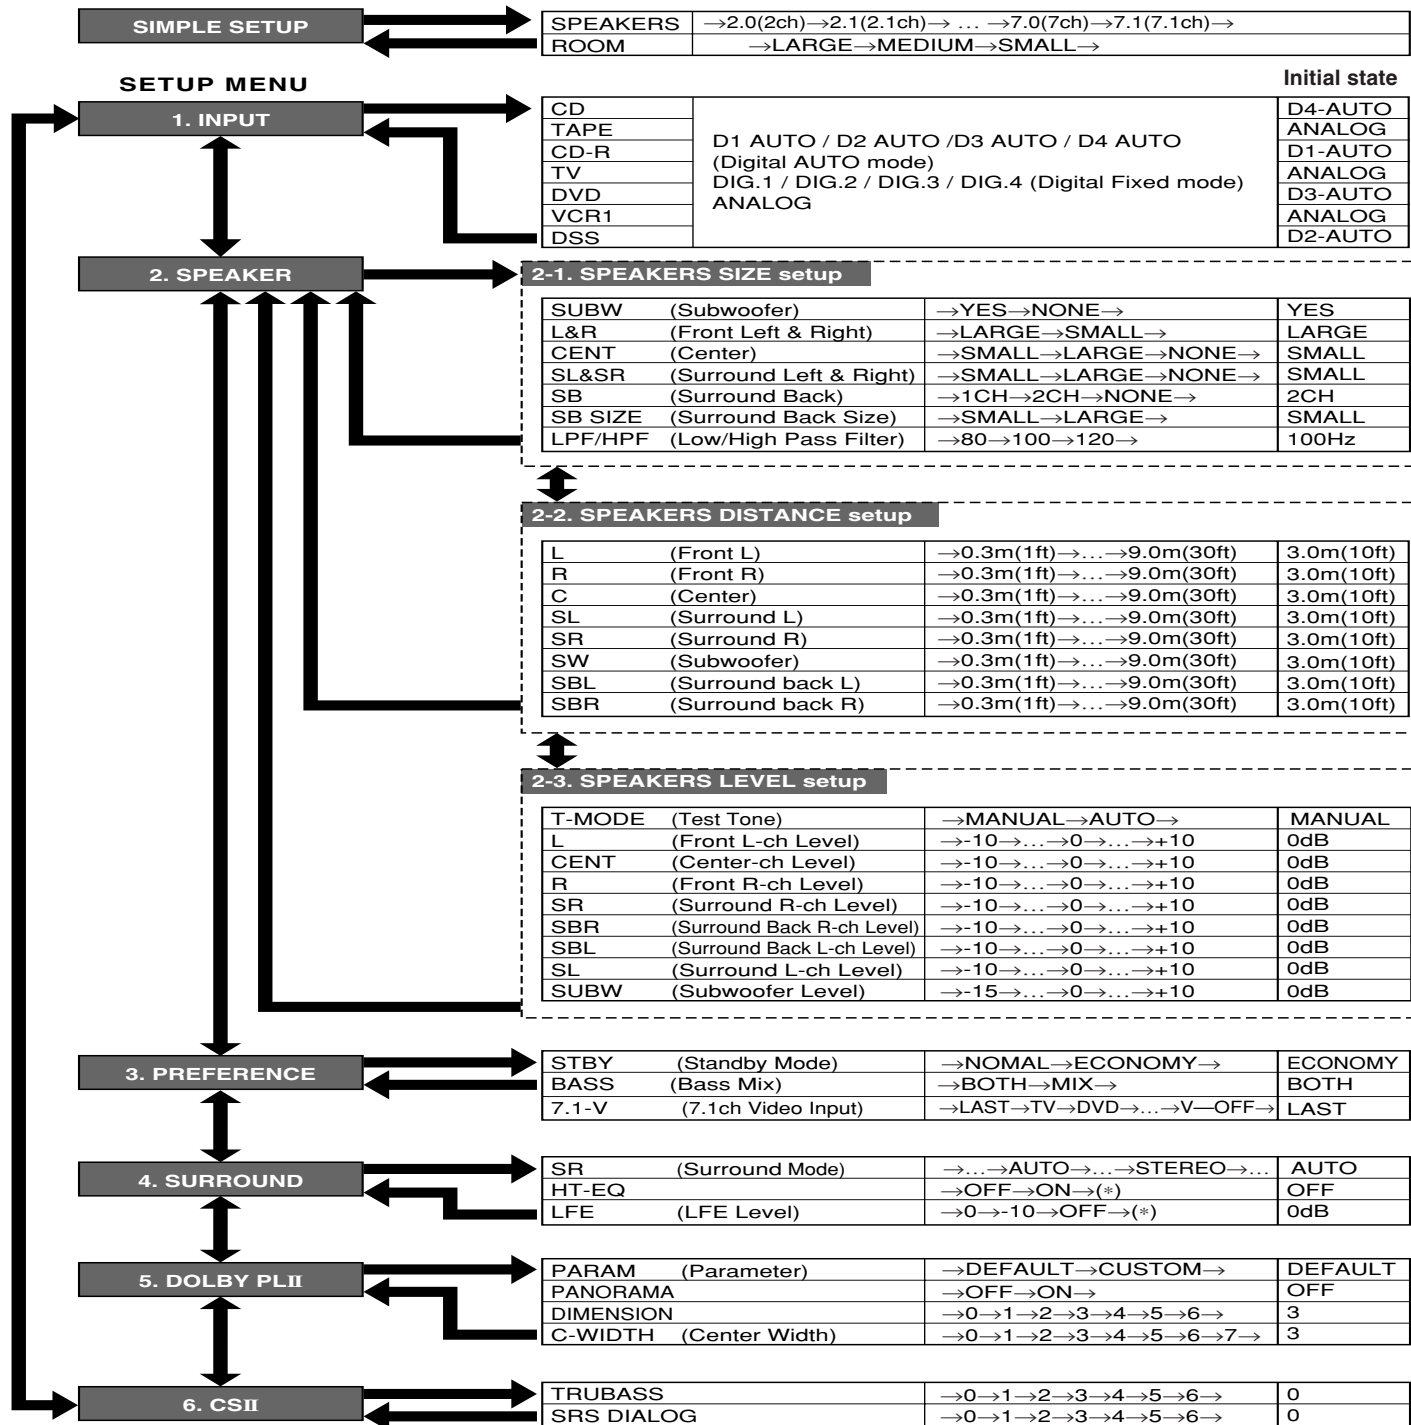 SIMPLE SETUP
SPEAKERS →2.0(2ch)→2.1(2.1ch)→ … →7.0(7ch)→7.1(7.1ch)→
ROOM →LARGE→MEDIUM→SMALL→
SETUP MENU
Initial state
1. INPUT
CD D4-AUTO
TAPE ANALOG
CD-R D1-AUTO
TV ANALOG
DVD D3-AUTO
VCR1 ANALOG
DSS D2-AUTO
D1 AUTO / D2 AUTO /D3 AUTO / D4 AUTO
(Digital AUTO mode)
DIG.1 / DIG.2 / DIG.3 / DIG.4 (Digital Fixed mode)
ANALOG
2. SPEAKER
2-1. SPEAKERS SIZE setup
SUBW (Subwoofer) →YES→NONE→ YES
L&R (Front Left & Right) →LARGE→SMALL→ LARGE
CENT (Center) →SMALL→LARGE→NONE→ SMALL
SL&SR (Surround Left & Right) →SMALL→LARGE→NONE→ SMALL
SB (Surround Back) →1CH→2CH→NONE→ 2CH
SB SIZE (Surround Back Size) →SMALL→LARGE→ SMALL
LPF/HPF (Low/High Pass Filter) →80→100→120→ 100Hz
2-2. SPEAKERS DISTANCE setup
L (Front L) →0.3m(1ft)→…→9.0m(30ft) 3.0m(10ft)
R (Front R) →0.3m(1ft)→…→9.0m(30ft) 3.0m(10ft)
C (Center) →0.3m(1ft)→…→9.0m(30ft) 3.0m(10ft)
SL (Surround L) →0.3m(1ft)→…→9.0m(30ft) 3.0m(10ft)
SR (Surround R) →0.3m(1ft)→…→9.0m(30ft) 3.0m(10ft)
SW (Subwoofer) →0.3m(1ft)→…→9.0m(30ft) 3.0m(10ft)
SBL (Surround back L) →0.3m(1ft)→…→9.0m(30ft) 3.0m(10ft)
SBR (Surround back R) →0.3m(1ft)→…→9.0m(30ft) 3.0m(10ft)
2-3. SPEAKERS LEVEL setup
T-MODE (Test Tone) →MANUAL→AUTO→ MANUAL
L (Front L-ch Level) →-10→…→0→…→+10 0dB
CENT (Center-ch Level) →-10→…→0→…→+10 0dB
R (Front R-ch Level) →-10→…→0→…→+10 0dB
SR (Surround R-ch Level) →-10→…→0→…→+10 0dB
SBR (Surround Back R-ch Level) →-10→…→0→…→+10 0dB
SBL (Surround Back L-ch Level) →-10→…→0→…→+10 0dB
SL (Surround L-ch Level) →-10→…→0→…→+10 0dB
SUBW (Subwoofer Level) →-15→…→0→…→+10 0dB
3. PREFERENCE
STBY (Standby Mode) →NOMAL→ECONOMY→ ECONOMY
BASS (Bass Mix) →BOTH→MIX→ BOTH
7.1-V (7.1ch Video Input) →LAST→TV→DVD→…→V—OFF→ LAST
4. SURROUND
SR (Surround Mode) →…→AUTO→…→STEREO→… AUTO
HT-EQ →OFF→ON→(*) OFF
LFE (LFE Level) →0→-10→OFF→(*) 0dB
5. DOLBY PLII
PARAM (Parameter) →DEFAULT→CUSTOM→ DEFAULT
PANORAMA →OFF→ON→ OFF
DIMENSION →0→1→2→3→4→5→6→ 3
C-WIDTH (Center Width) →0→1→2→3→4→5→6→7→ 3
6. CSII
TRUBASS →0→1→2→3→4→5→6→ 0
SRS DIALOG →0→1→2→3→4→5→6→ 0